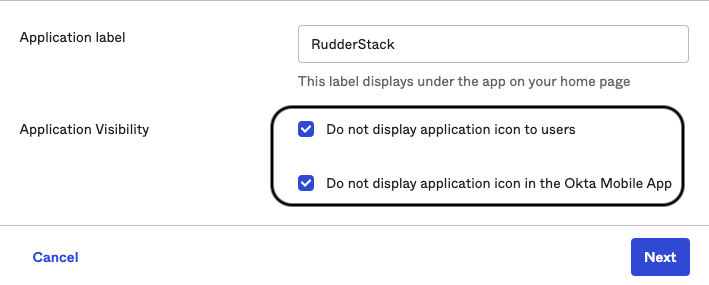 Application label
RudderStack
This label displays under the app on your home page
Application Visibility
Do not display application icon to users
Do not display application icon in the Okta Mobile App
Cancel
Next